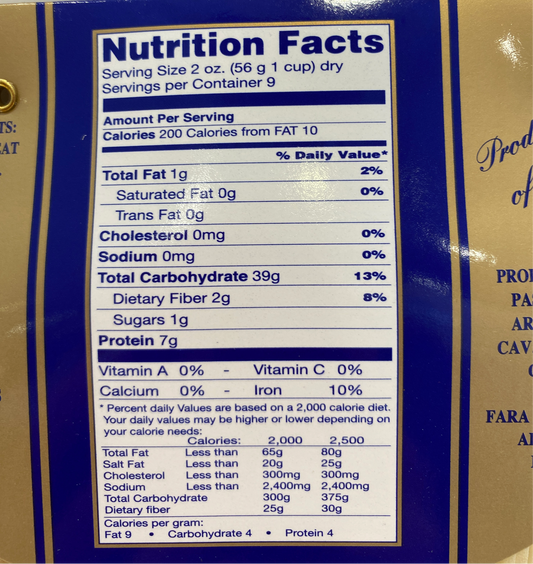 Nutrition Facts
Serving Size 2 oz. (56 g 1 cup) dry
Servings per Container 9
Amount Per Serving
Calories 200 Calories from FAT 10
% Daily Value*
Total Fat 1g 2%
Saturated Fat 0g 0%
Trans Fat 0g
Cholesterol 0mg 0%
Sodium 0mg 0%
Total Carbohydrate 39g 13%
Dietary Fiber 2g 8%
Sugars 1g
Protein 7g
Vitamin A 0% - Vitamin C 0%
Calcium 0% - Iron 10%
* Percent daily Values are based on a 2,000 calorie diet.
Your daily values may be higher or lower depending on
your calorie needs:
Calories: 2,000 2,500
Total Fat Less than 65g 80g
Salt Fat Less than 20g 25g
Cholesterol Less than 300mg 300mg
Sodium Less than 2,400mg 2,400mg
Total Carbohydrate 300g 375g
Dietary fiber 25g 30g
Calories per gram:
Fat 9 • Carbohydrate 4 • Protein 4
TS:
EAT
Prod
of
PRO
PA
AR
CAV
FARA